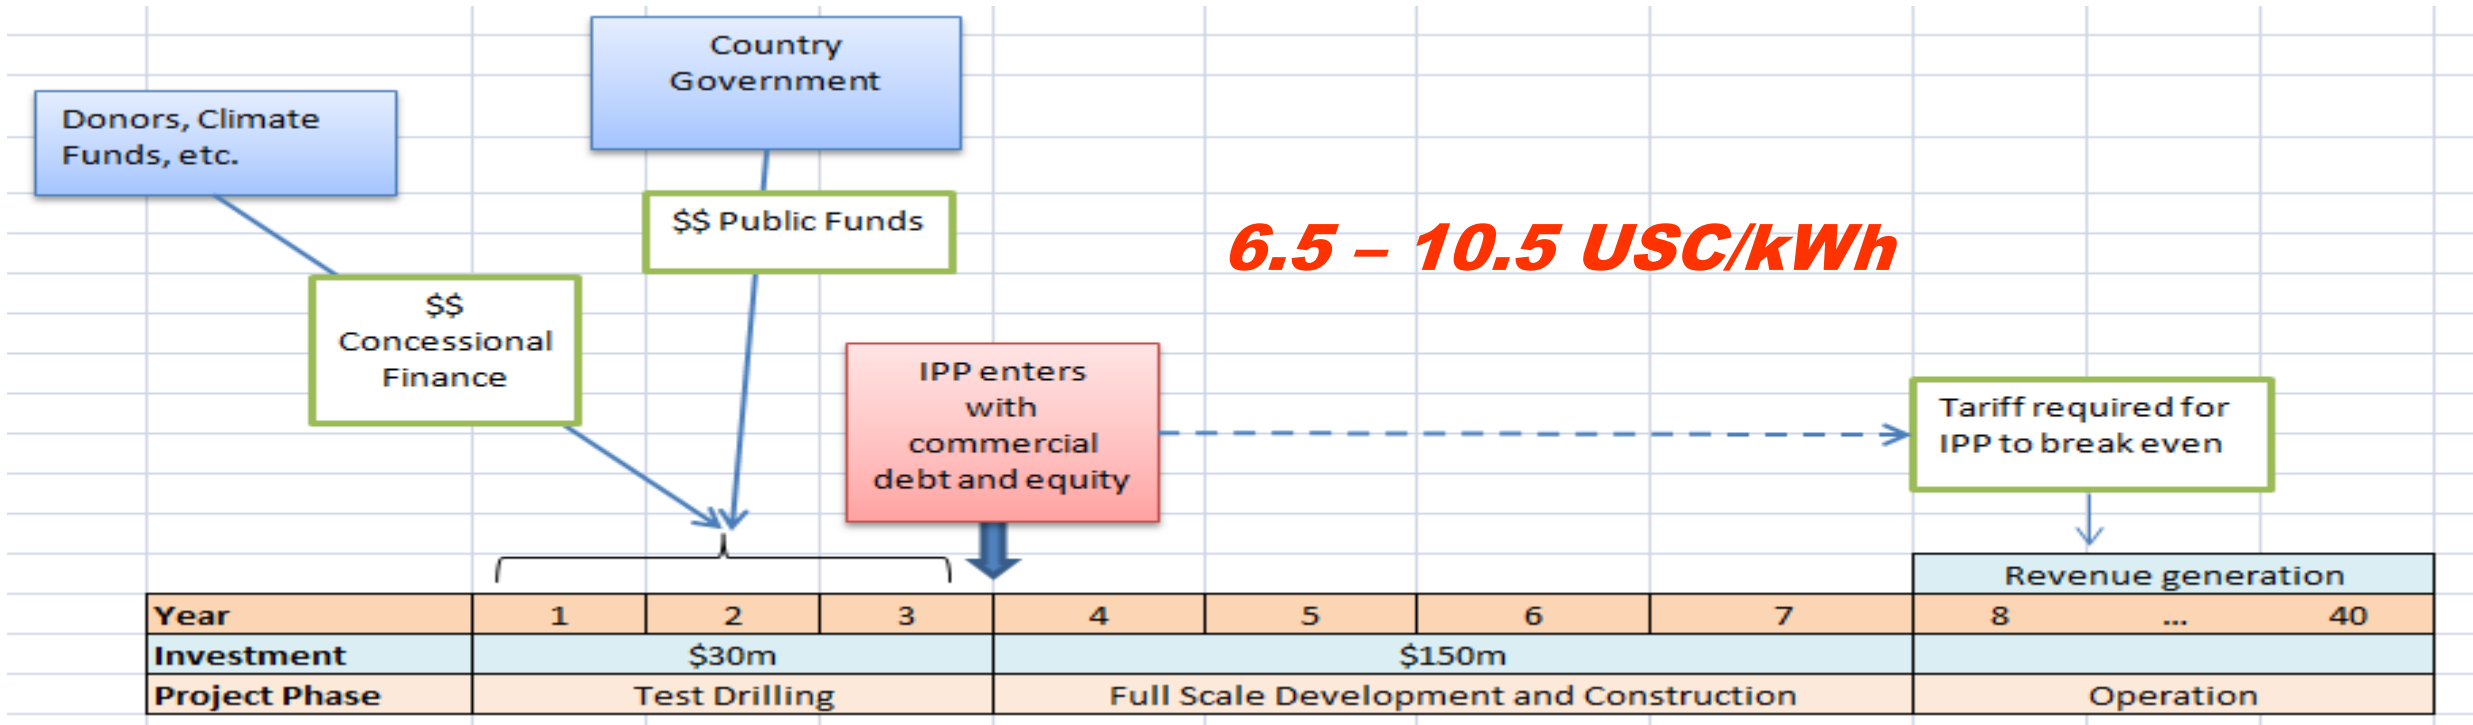 Country
Government
Donors, Climate
Funds, etc.
$$ Public Funds
6.5 – 10.5 USC/kWh
$$
Concessional
Finance
IPP enters
with
commercial
debt and equity
Tariff required for
IPP to break even
Revenue generation
Year 1 2 3 4 5 6 7 8 ... 40
Investment $30m $150m
Project Phase Test Drilling Full Scale Development and Construction Operation